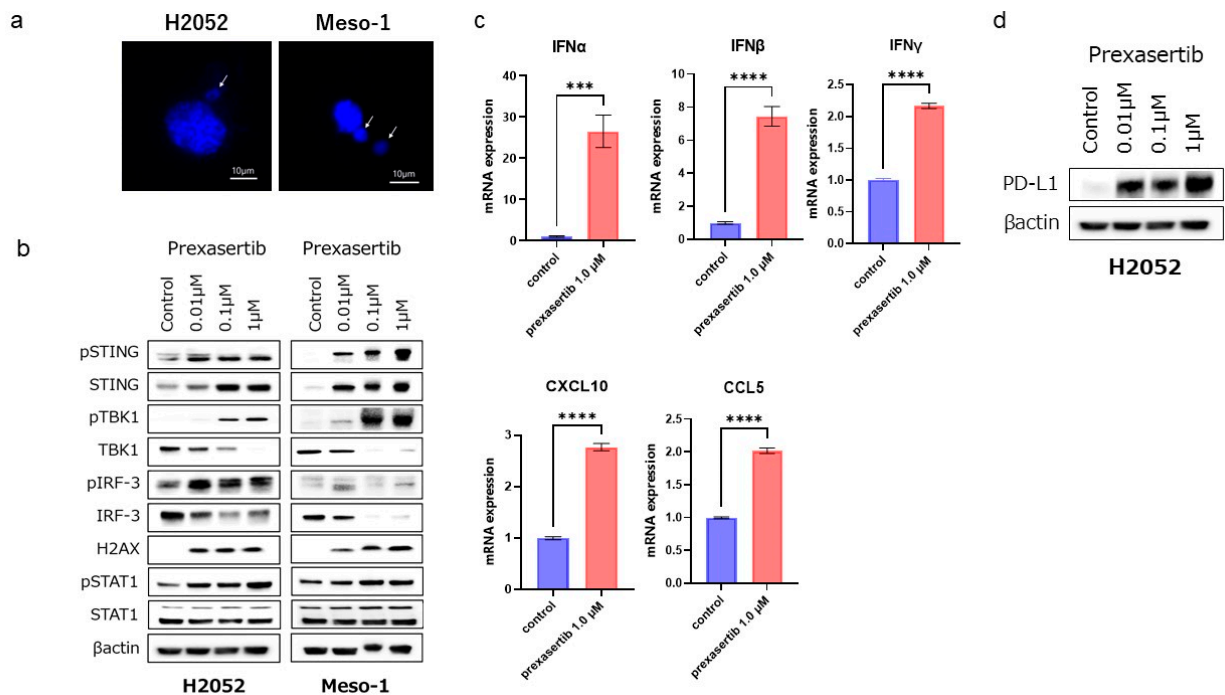 a
H2052
Meso-1
10μm
10μm
b
Prexasertib
Prexasertib
Control
0.01μM
0.1μM
1μM
Control
0.01μM
0.1μM
1μM
pSTING
STING
pTBK1
TBK1
pIRF-3
IRF-3
H2AX
pSTAT1
STAT1
βactin
H2052
Meso-1
c
IFNα
mRNA expression
40
30
20
10
0
***
control
prexasertib 1.0 μM
IFNβ
mRNA expression
10
8
6
4
2
0
****
control
prexasertib 1.0 μM
IFNγ
mRNA expression
2.5
2.0
1.5
1.0
0.5
0.0
****
control
prexasertib 1.0 μM
CXCL10
mRNA expression
3
2
1
0
****
control
prexasertib 1.0 μM
CCL5
mRNA expression
2.5
2.0
1.5
1.0
0.5
0.0
****
control
prexasertib 1.0 μM
d
Prexasertib
Control
0.01μM
0.1μM
1μM
PD-L1
βactin
H2052